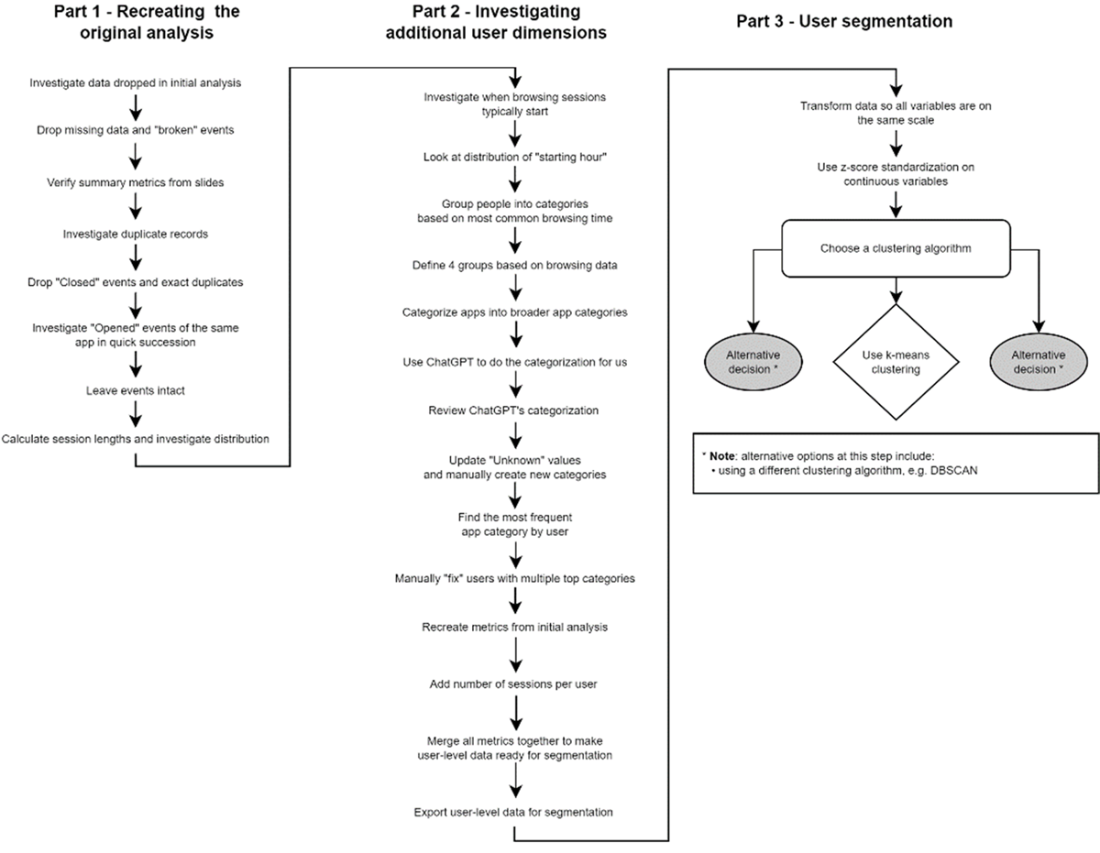 Part 1 - Recreating the
original analysis
Investigate data dropped in initial analysis
Drop missing data and "broken" events
Verify summary metrics from slides
Investigate duplicate records
Drop "Closed" events and exact duplicates
Investigate "Opened" events of the same
app in quick succession
Leave events intact
Calculate session lengths and investigate distribution
Part 2 - Investigating
additional user dimensions
Investigate when browsing sessions
typically start
Look at distribution of "starting hour"
Group people into categories
based on most common browsing time
Define 4 groups based on browsing data
Categorize apps into broader app categories
Use ChatGPT to do the categorization for us
Review ChatGPT's categorization
Update "Unknown" values
and manually create new categories
Find the most frequent
app category by user
Manually "fix" users with multiple top categories
Recreate metrics from initial analysis
Add number of sessions per user
Merge all metrics together to make
user-level data ready for segmentation
Export user-level data for segmentation
Part 3 - User segmentation
Transform data so all variables are on
the same scale
Use z-score standardization on
continuous variables
Choose a clustering algorithm
Alternative
decision *
Use k-means
clustering
Alternative
decision *
* Note: alternative options at this step include:
• using a different clustering algorithm, e.g. DBSCAN